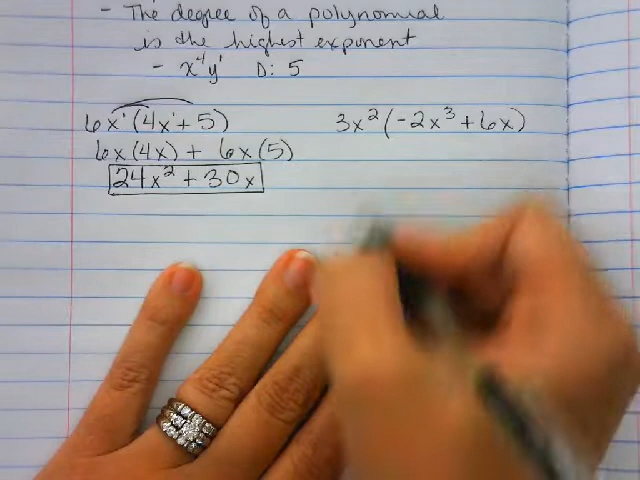 - The degree of a polynomial
is the highest exponent
- x⁴y¹ D: 5
6x¹(4x¹+5)
6x(4x) + 6x(5)
24x² + 30x
3x²(-2x³+6x)